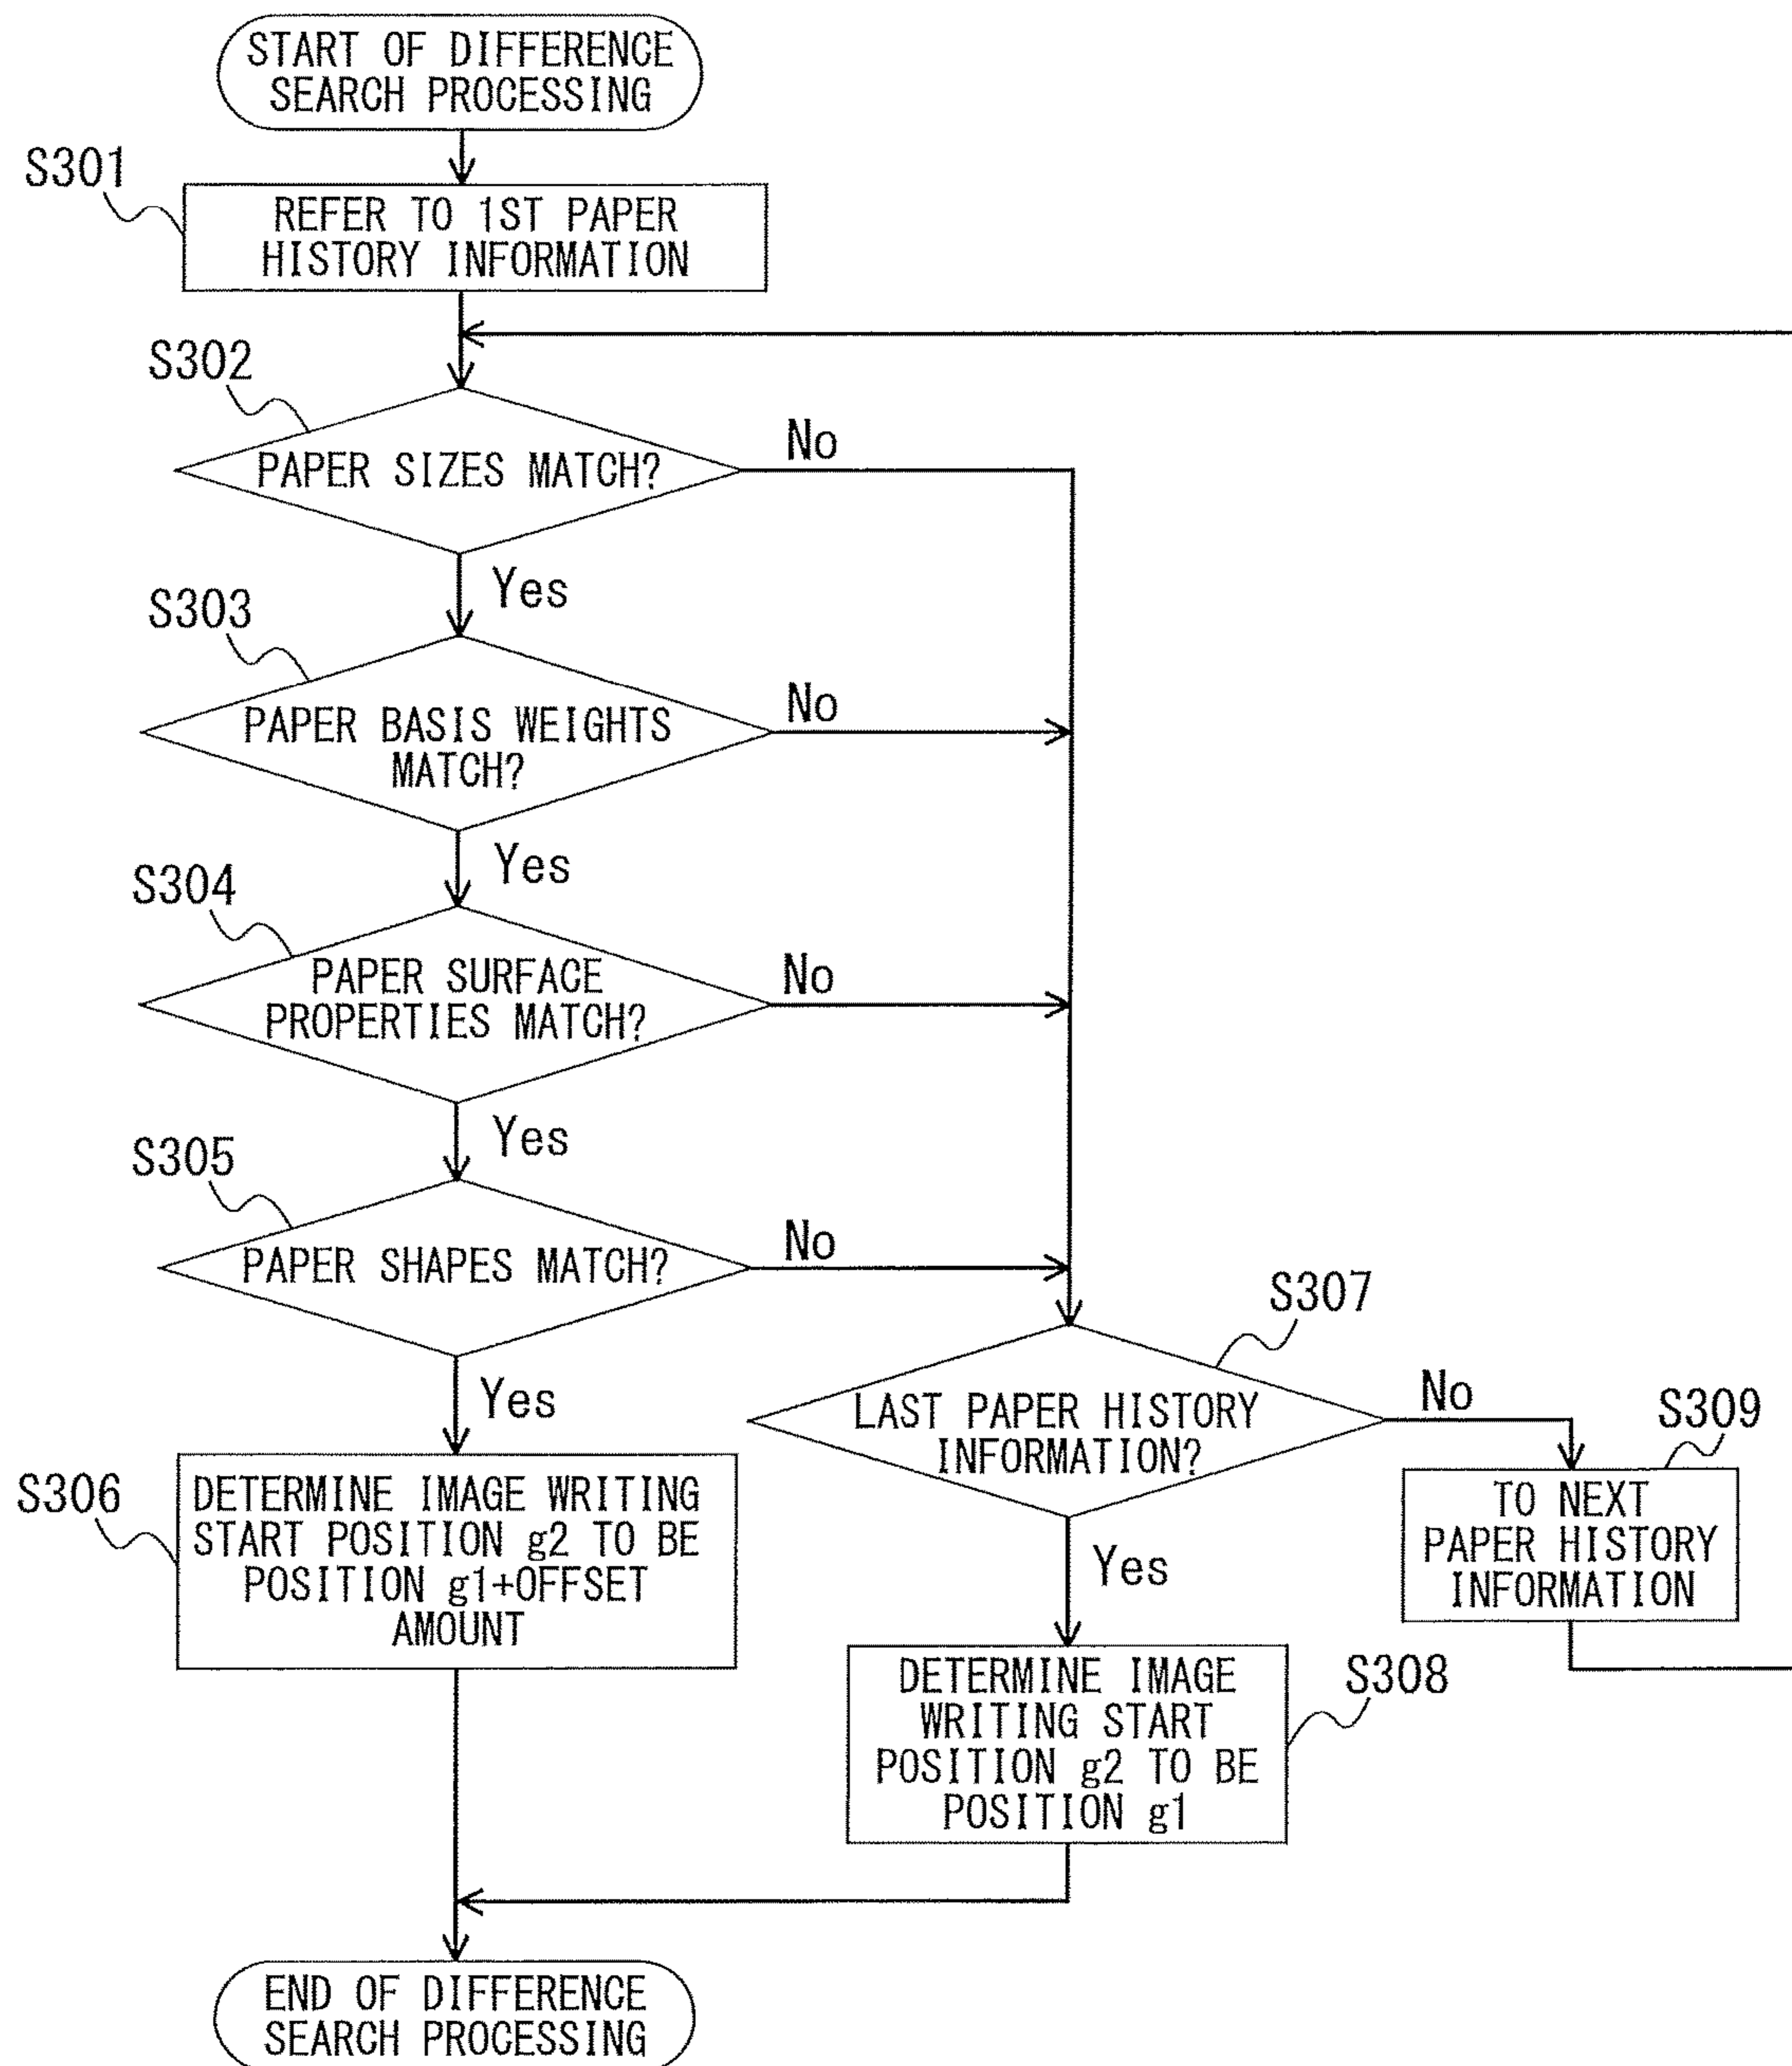 START OF DIFFERENCE
SEARCH PROCESSING
S301
REFER TO 1ST PAPER
HISTORY INFORMATION
S302
PAPER SIZES MATCH?
No
Yes
S303
PAPER BASIS WEIGHTS
MATCH?
No
Yes
S304
PAPER SURFACE
PROPERTIES MATCH?
No
Yes
S305
PAPER SHAPES MATCH?
No
Yes
S306
DETERMINE IMAGE WRITING
START POSITION g2 TO BE
POSITION g1+OFFSET
AMOUNT
S307
LAST PAPER HISTORY
INFORMATION?
No
Yes
S309
TO NEXT
PAPER HISTORY
INFORMATION
S308
DETERMINE IMAGE
WRITING START
POSITION g2 TO BE
POSITION g1
END OF DIFFERENCE
SEARCH PROCESSING